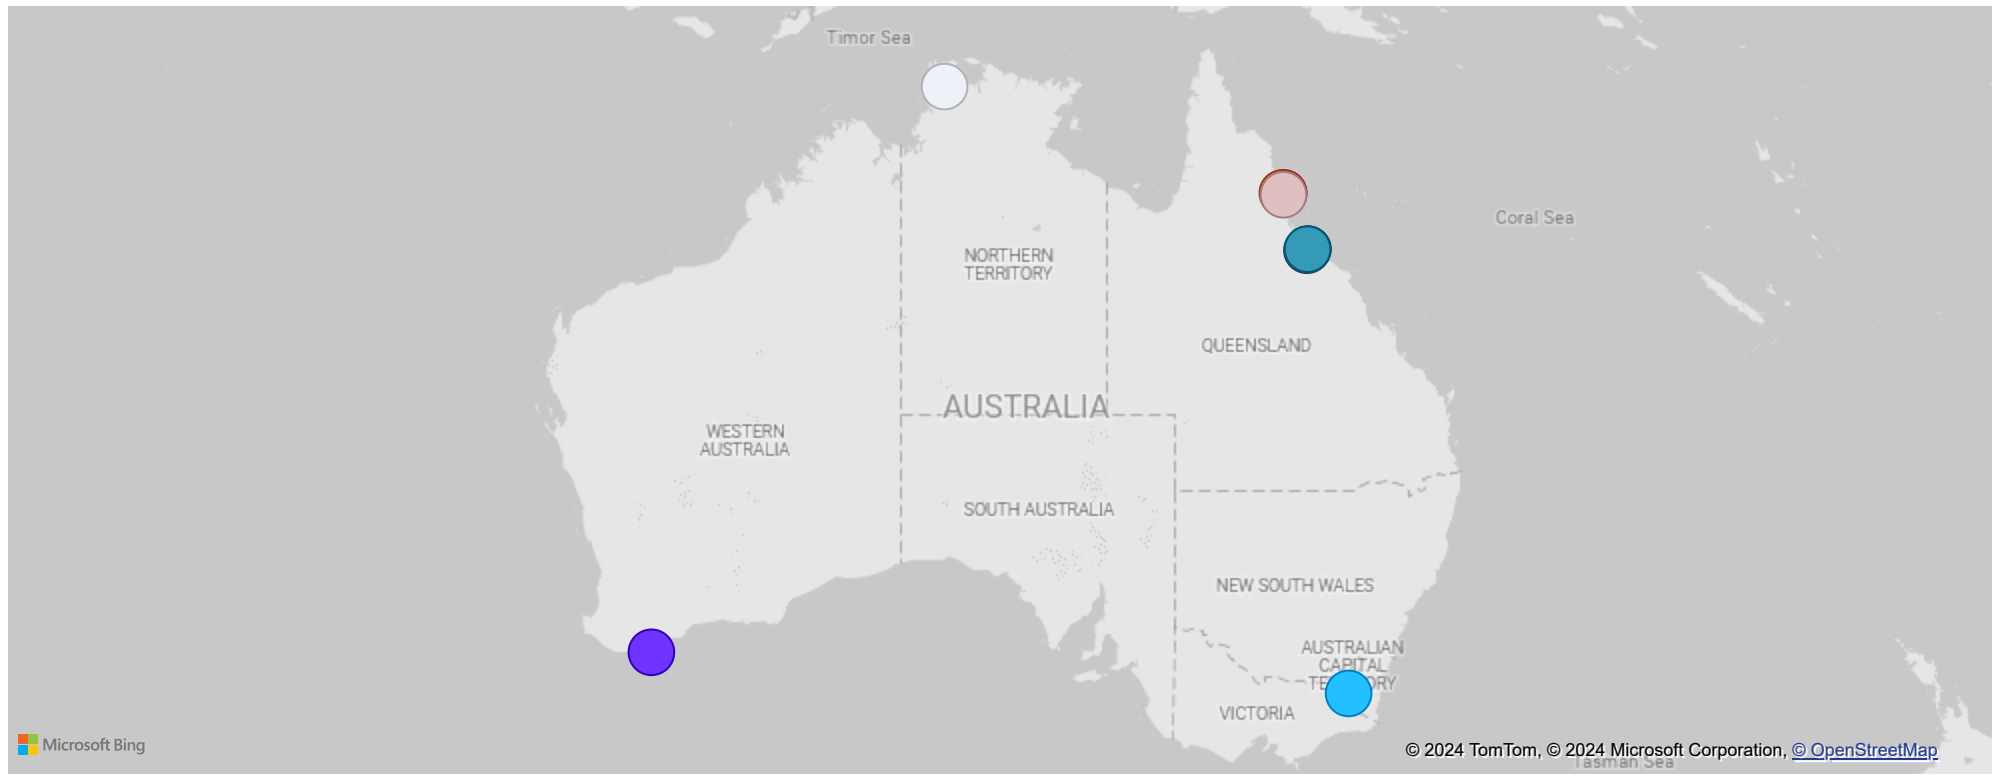 Timor Sea
Coral Sea
NORTHERN
TERRITORY
QUEENSLAND
AUSTRALIA
WESTERN
AUSTRALIA
SOUTH AUSTRALIA
NEW SOUTH WALES
AUSTRALIAN
CAPITAL
VICTORIA
Microsoft Bing
© 2024 TomTom, © 2024 Microsoft Corporation, © OpenStreetMap
Tasman Sea